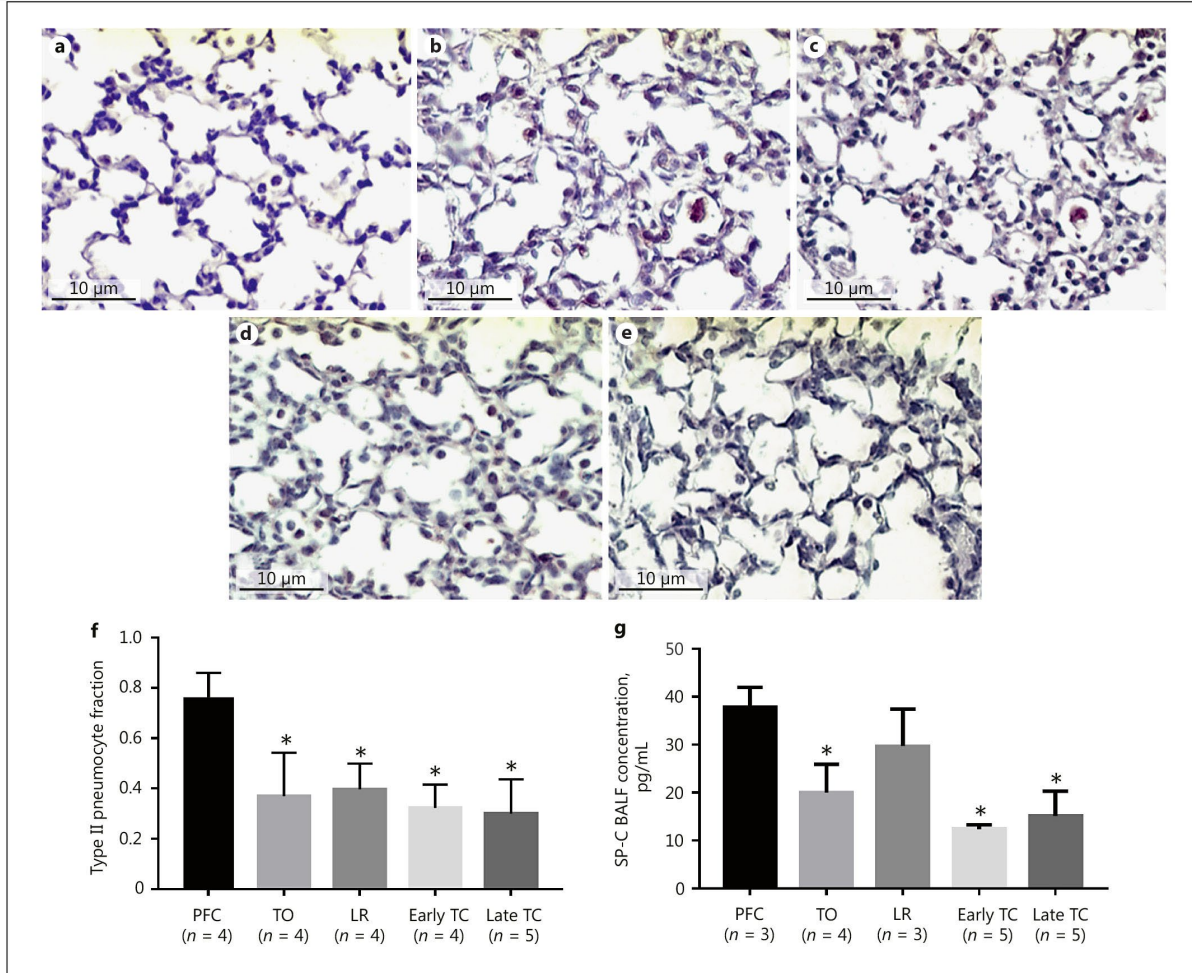 a
b
c
10 μm
10 μm
10 μm
d
e
10 μm
10 μm
f
Type II pneumocyte fraction
1.0
0.8
0.6
0.4
0.2
0
*
*
*
*
PFC
(n = 4)
TO
(n = 4)
LR
(n = 4)
Early TC
(n = 4)
Late TC
(n = 5)
g
SP-C BALF concentration,
pg/mL
50
40
30
20
10
0
*
*
*
PFC
(n = 3)
TO
(n = 4)
LR
(n = 3)
Early TC
(n = 5)
Late TC
(n = 5)